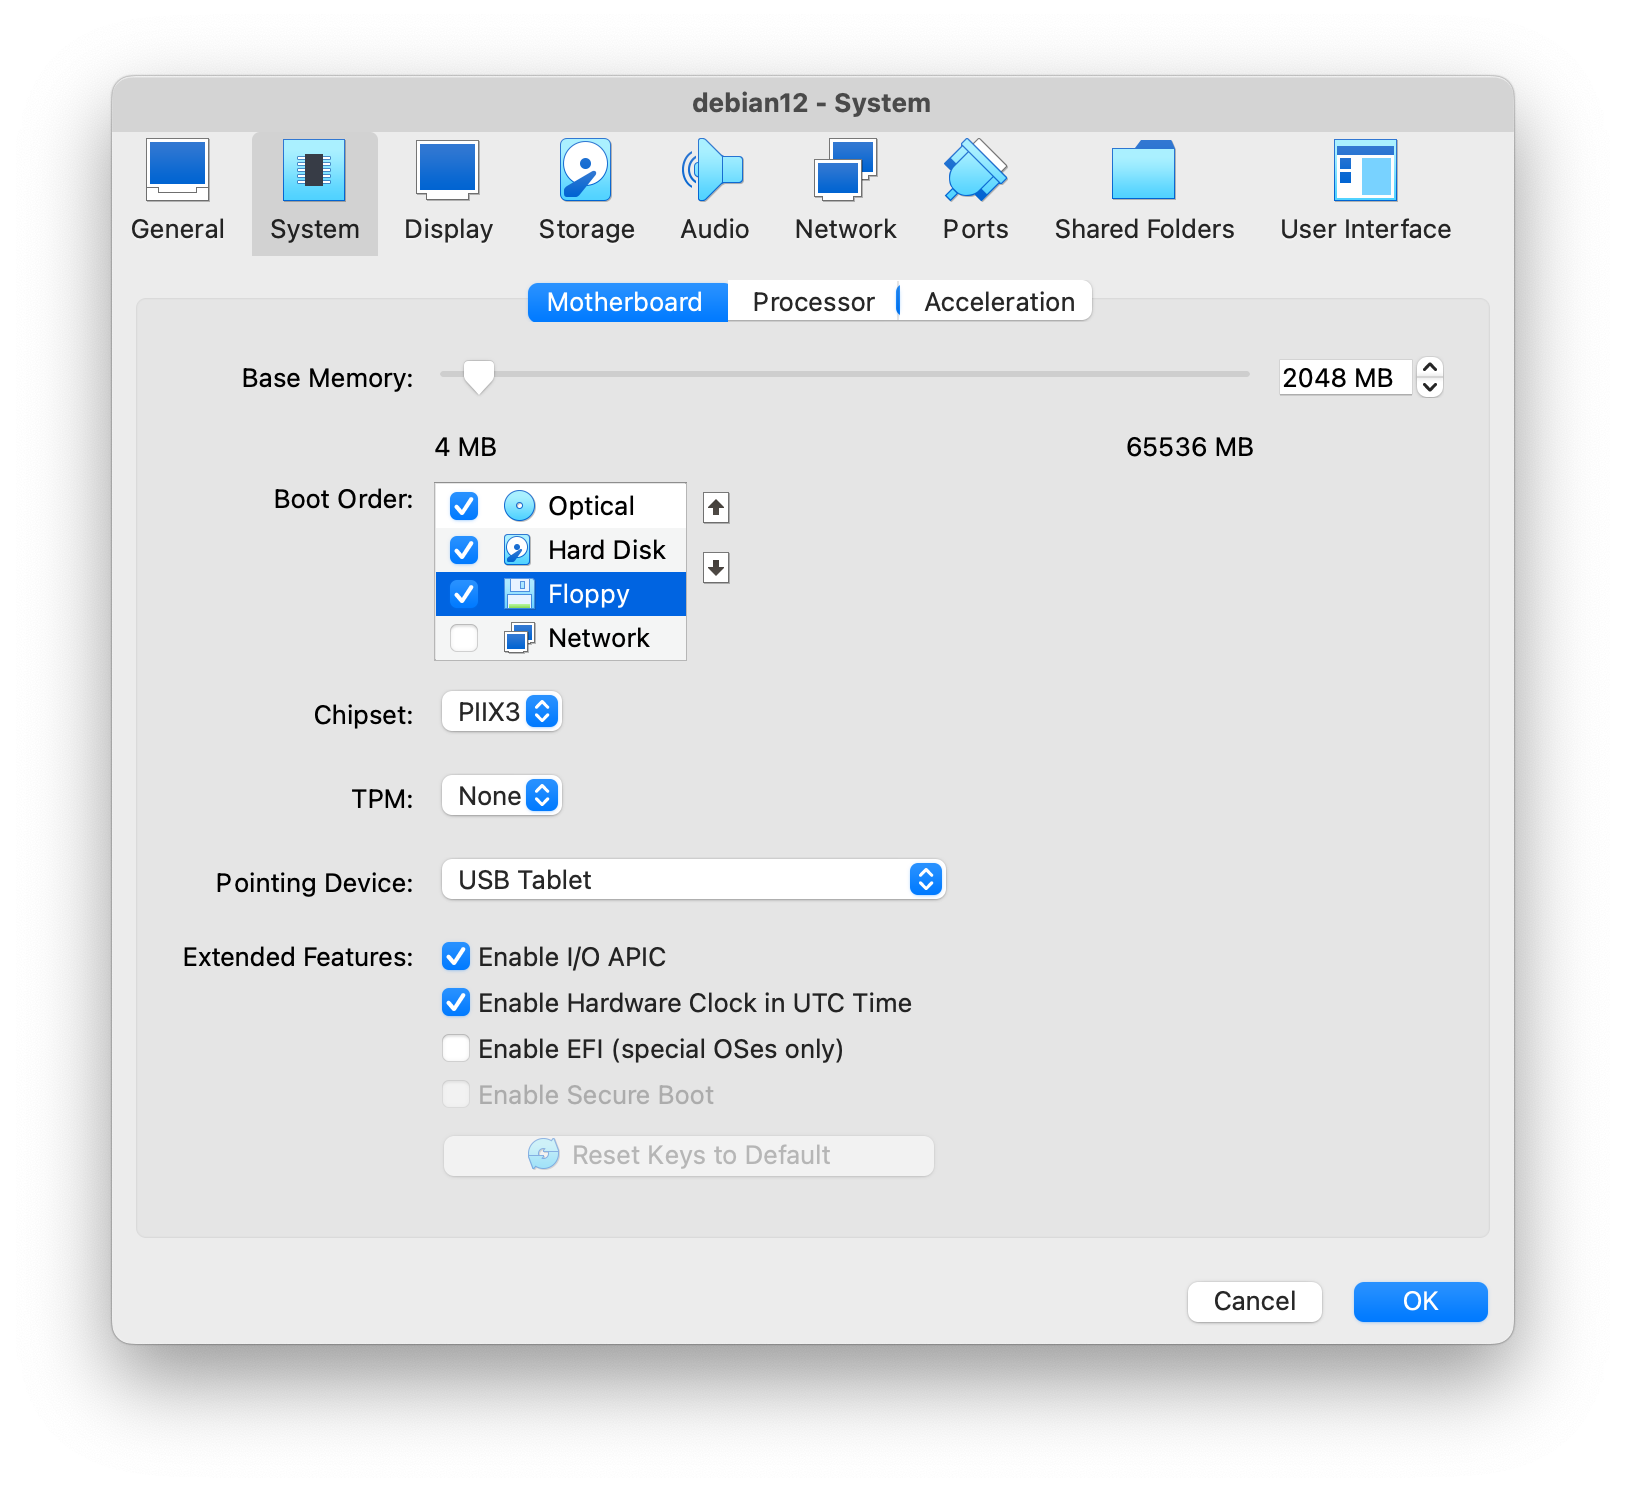 debian12 - System
General System Display Storage Audio Network Ports Shared Folders User Interface
Motherboard Processor Acceleration
Base Memory: 2048 MB
4 MB 65536 MB
Boot Order:
Optical
Hard Disk
Floppy
Network
Chipset: PIIX3
TPM: None
Pointing Device: USB Tablet
Extended Features: Enable I/O APIC
Enable Hardware Clock in UTC Time
Enable EFI (special OSes only)
Enable Secure Boot
Reset Keys to Default
Cancel OK